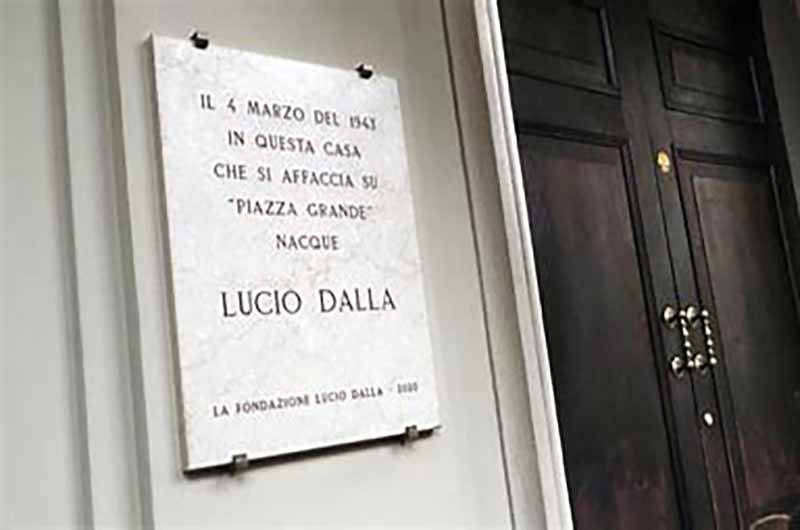 IL 4 MARZO DEL 1943
IN QUESTA CASA
CHE SI AFFACCIA SU
"PIAZZA GRANDE"
NACQUE
LUCIO DALLA
LA FONDAZIONE LUCIO DALLA - 2020